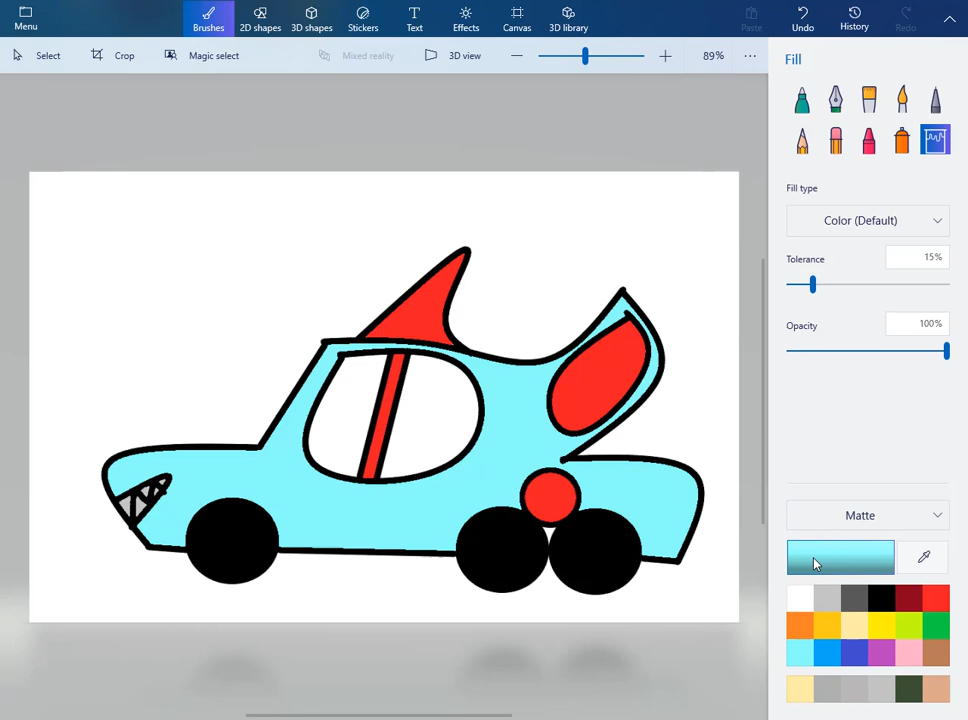 Menu
Brushes
2D shapes
3D shapes
Stickers
Text
Effects
Canvas
3D library
Paste
Undo
History
Redo
Select
Crop
Magic select
Mixed reality
3D view
89%
Fill
Fill type
Color (Default)
Tolerance
15%
Opacity
100%
Matte